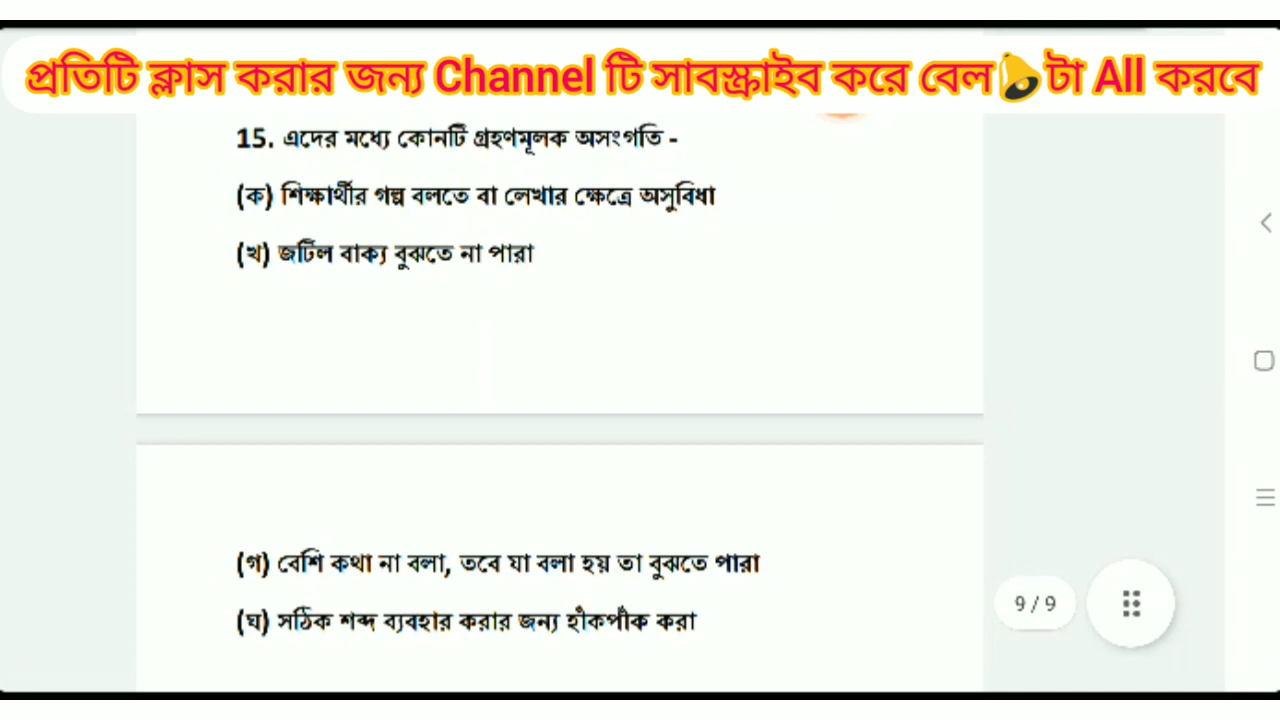 প্রতিটি ক্লাস করার জন্য Channel টি সাবস্ক্রাইব করে বেল🔔টা All করবে
15. এদের মধ্যে কোনটি গ্রহণমূলক অসংগতি -
(ক) শিক্ষার্থীর গল্প বলতে বা লেখার ক্ষেত্রে অসুবিধা
(খ) জটিল বাক্য বুঝতে না পারা
(গ) বেশি কথা না বলা, তবে যা বলা হয় তা বুঝতে পারা
(ঘ) সঠিক শব্দ ব্যবহার করার জন্য হাঁকপাঁক করা
9 / 9